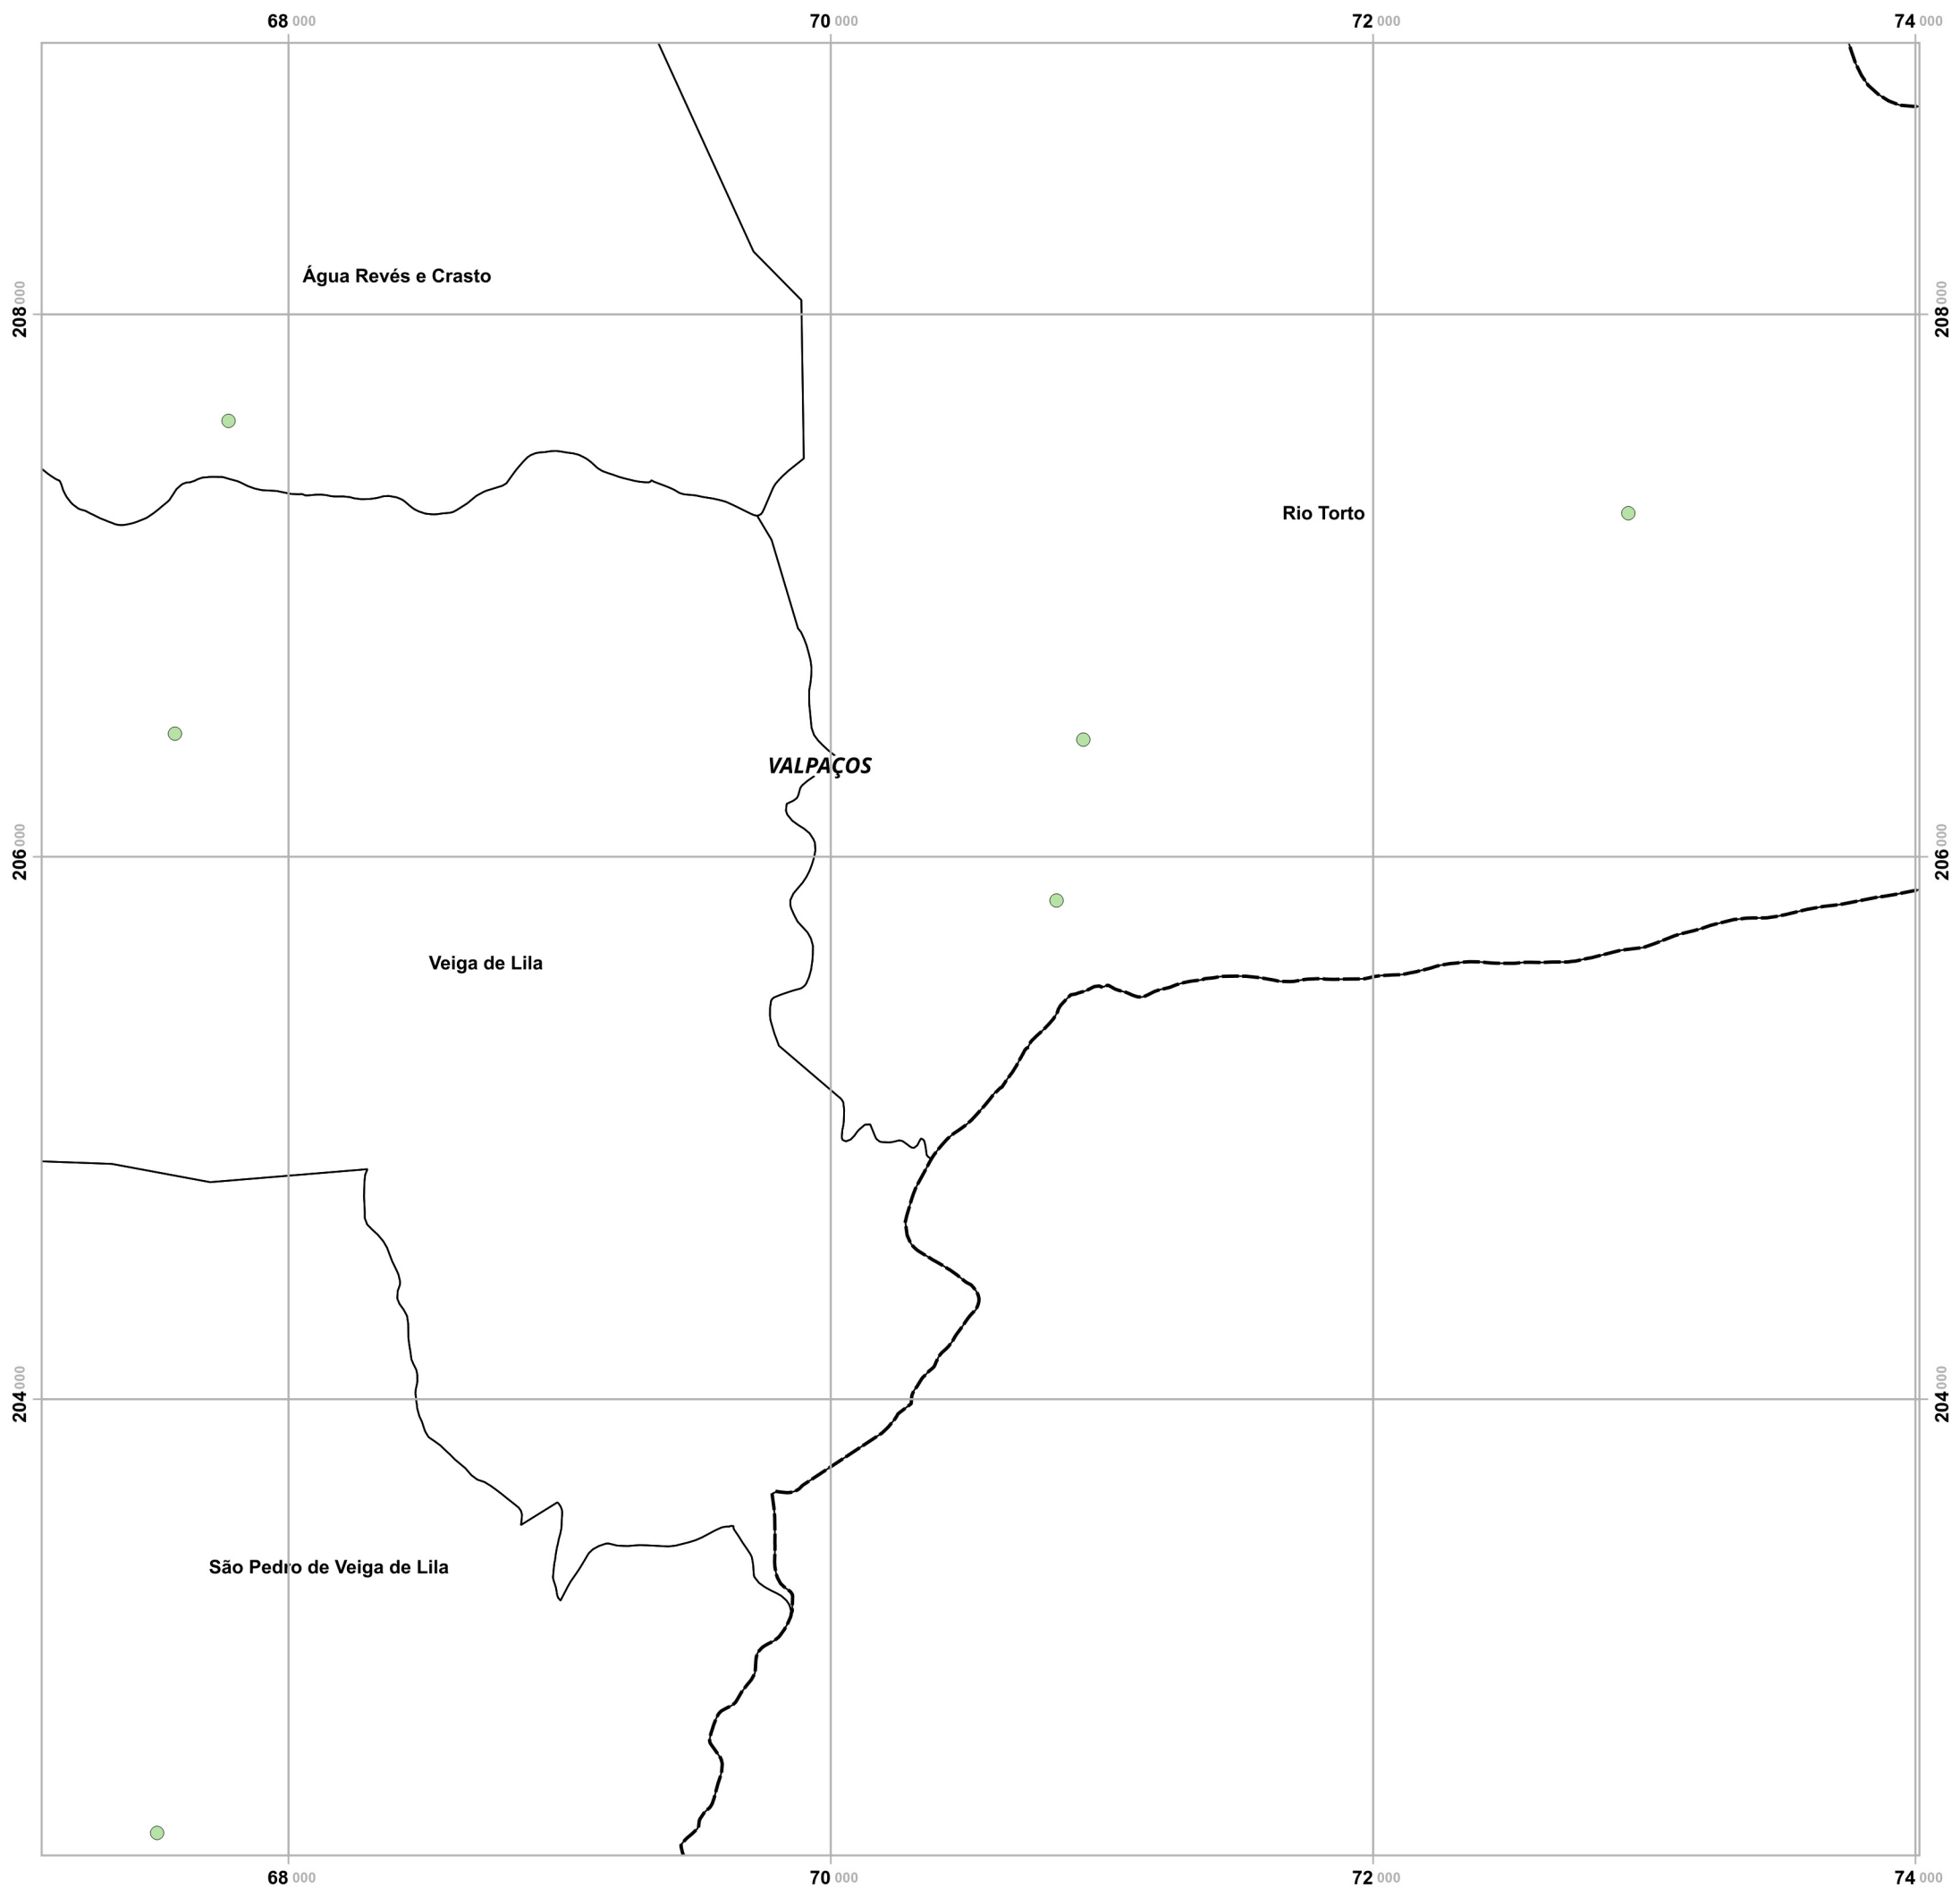 68 000 70 000 72 000 74 000
Água Revés e Crasto
208 000 208 000
Rio Torto
VALPAÇOS
206 000 206 000
Veiga de Lila
204 000 204 000
São Pedro de Veiga de Lila
68 000 70 000 72 000 74 000